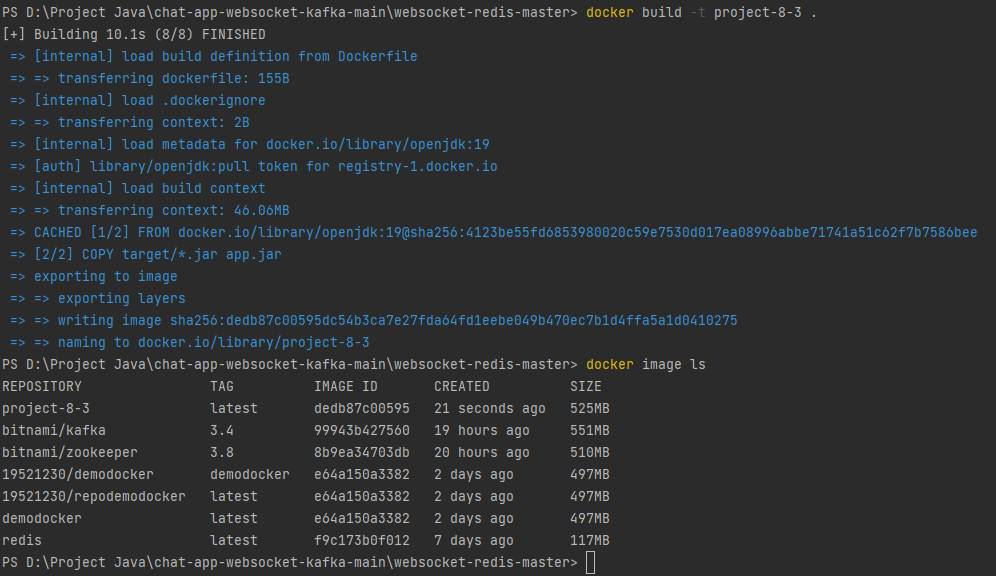 PS D:\Project Java\chat-app-websocket-kafka-main\websocket-redis-master> docker build -t project-8-3 .
[+] Building 10.1s (8/8) FINISHED
=> [internal] load build definition from Dockerfile
=> => transferring dockerfile: 155B
=> [internal] load .dockerignore
=> => transferring context: 2B
=> [internal] load metadata for docker.io/library/openjdk:19
=> [auth] library/openjdk:pull token for registry-1.docker.io
=> [internal] load build context
=> => transferring context: 46.06MB
=> CACHED [1/2] FROM docker.io/library/openjdk:19@sha256:4123be55fd6853980020c59e7530d017ea08996abbe71741a51c62f7b7586bee
=> [2/2] COPY target/*.jar app.jar
=> exporting to image
=> => exporting layers
=> => writing image sha256:dedb87c00595dc54b3ca7e27fda64fd1eebe049b470ec7b1d4ffa5a1d0410275
=> => naming to docker.io/library/project-8-3
PS D:\Project Java\chat-app-websocket-kafka-main\websocket-redis-master> docker image ls
REPOSITORY TAG IMAGE ID CREATED SIZE
project-8-3 latest dedb87c00595 21 seconds ago 525MB
bitnami/kafka 3.4 99943b427560 19 hours ago 551MB
bitnami/zookeeper 3.8 8b9ea34703db 20 hours ago 510MB
19521230/demodocker demodocker e64a150a3382 2 days ago 497MB
19521230/repodemodocker latest e64a150a3382 2 days ago 497MB
demodocker latest e64a150a3382 2 days ago 497MB
redis latest f9c173b0f012 7 days ago 117MB
PS D:\Project Java\chat-app-websocket-kafka-main\websocket-redis-master>